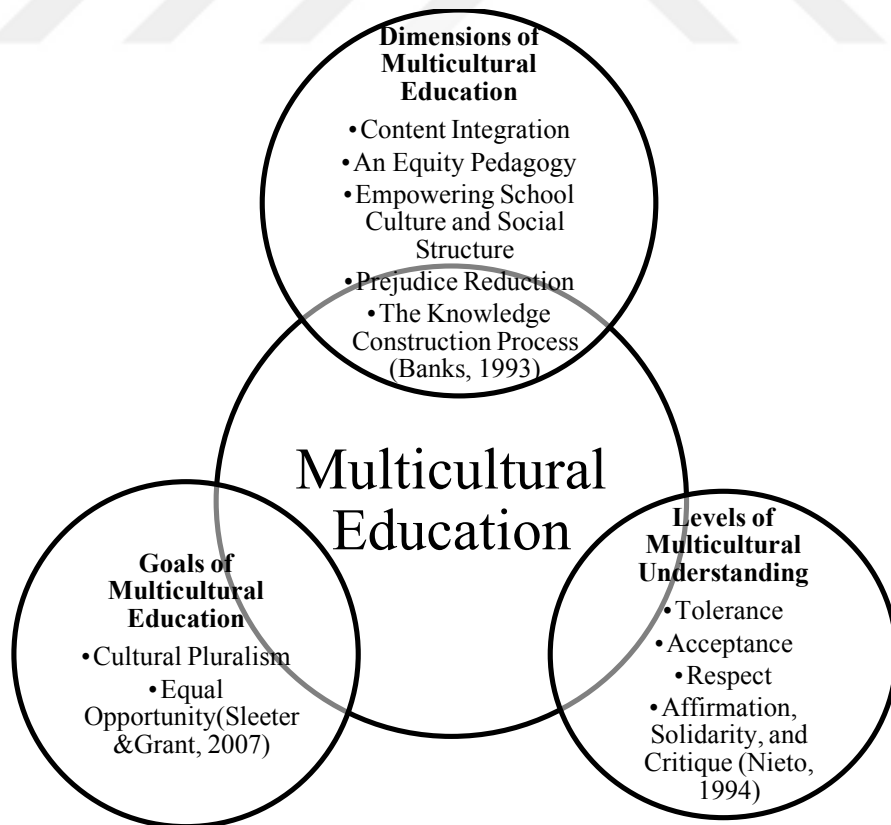 Dimensions of
Multicultural
Education
•Content Integration
•An Equity Pedagogy
•Empowering School
Culture and Social
Structure
•Prejudice Reduction
•The Knowledge
Construction Process
(Banks, 1993)
Multicultural
Education
Goals of
Multicultural
Education
•Cultural Pluralism
•Equal
Opportunity(Sleeter
&Grant, 2007)
Levels of
Multicultural
Understanding
•Tolerance
•Acceptance
•Respect
•Affirmation,
Solidarity, and
Critique (Nieto,
1994)